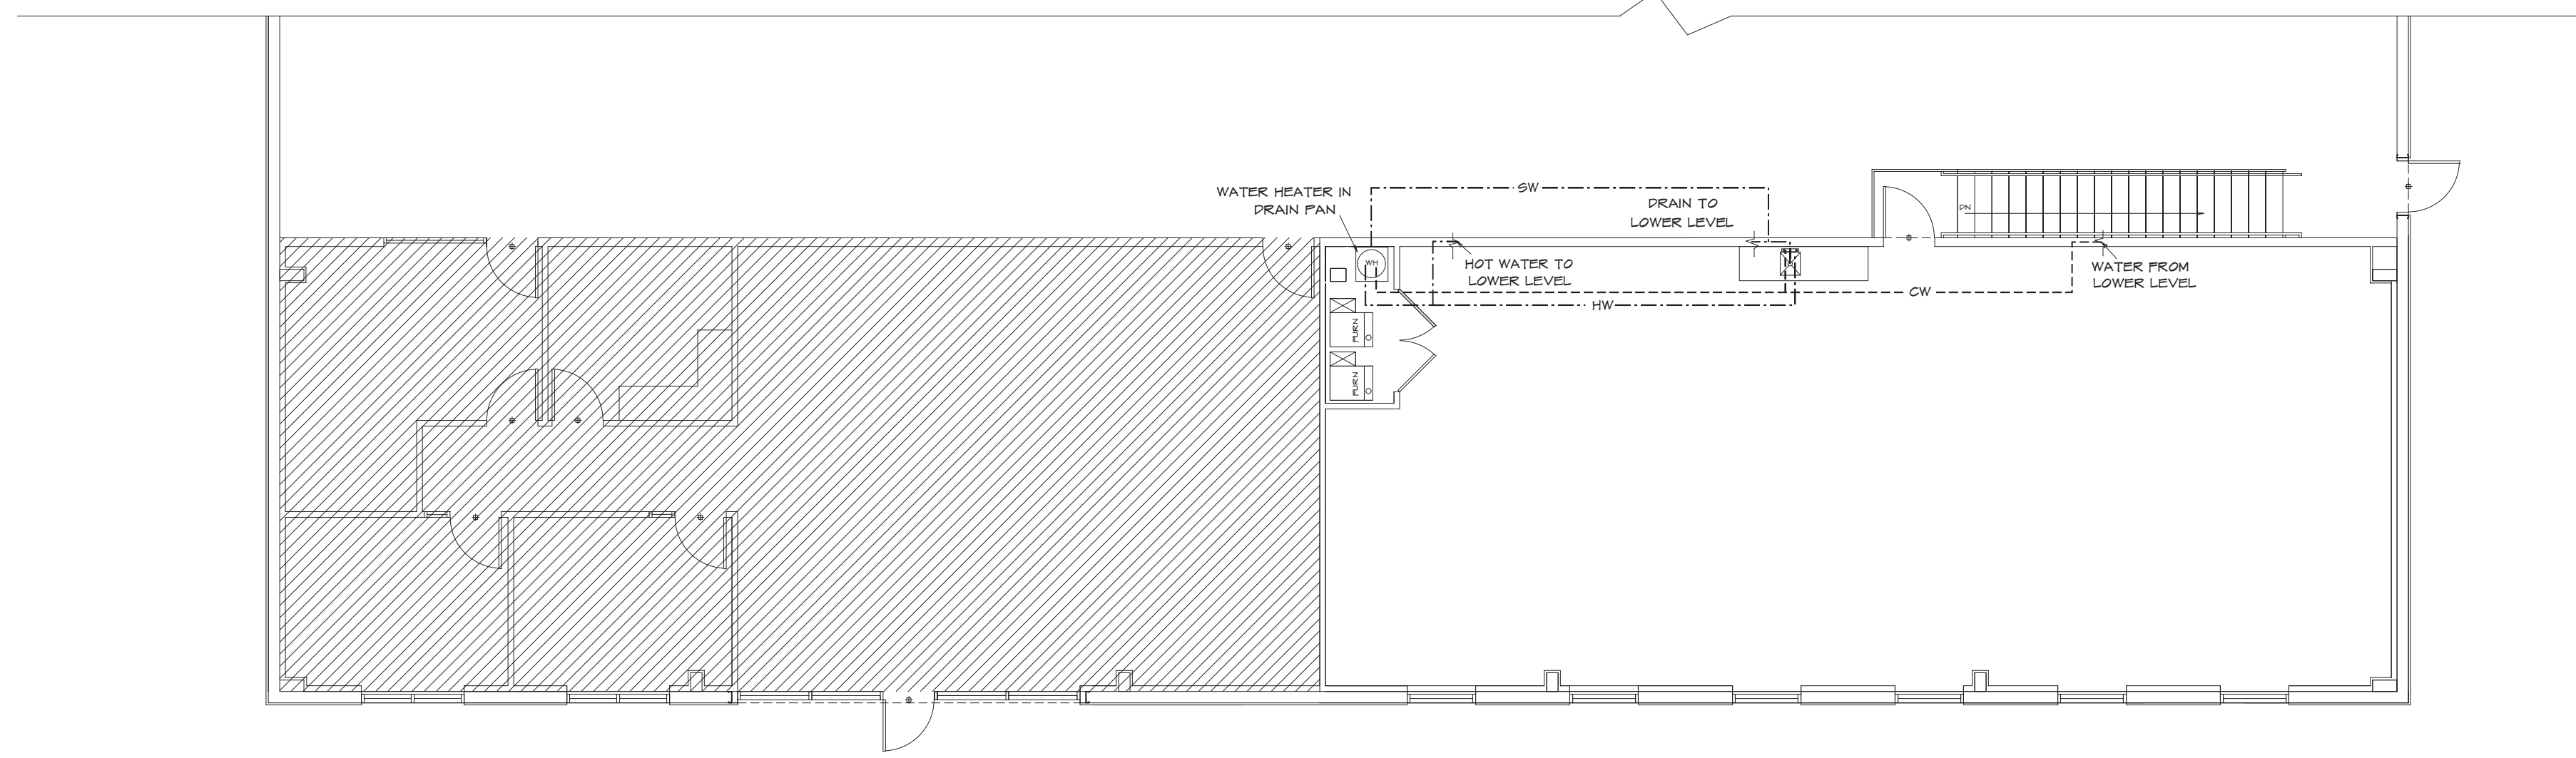 SW
WATER HEATER IN
DRAIN PAN
DRAIN TO
LOWER LEVEL
DN
WH
HOT WATER TO
LOWER LEVEL
WATER FROM
LOWER LEVEL
CW
HW
FURN
FURN